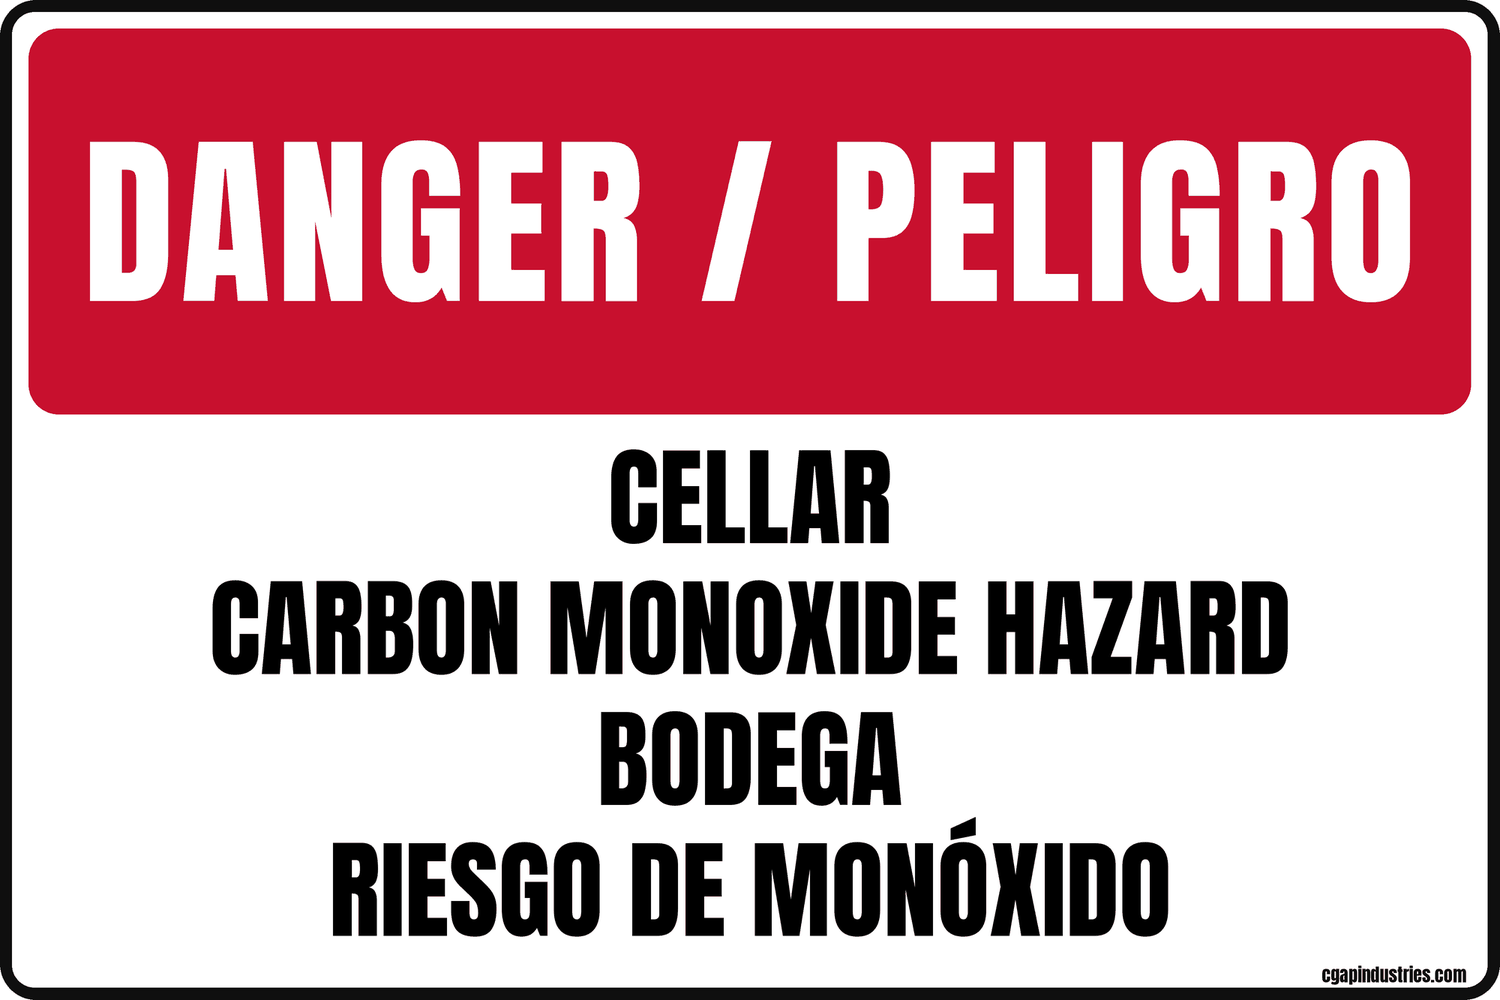 DANGER / PELIGRO
CELLAR
CARBON MONOXIDE HAZARD
BODEGA
RIESGO DE MONÓXIDO
cgapindustries.com